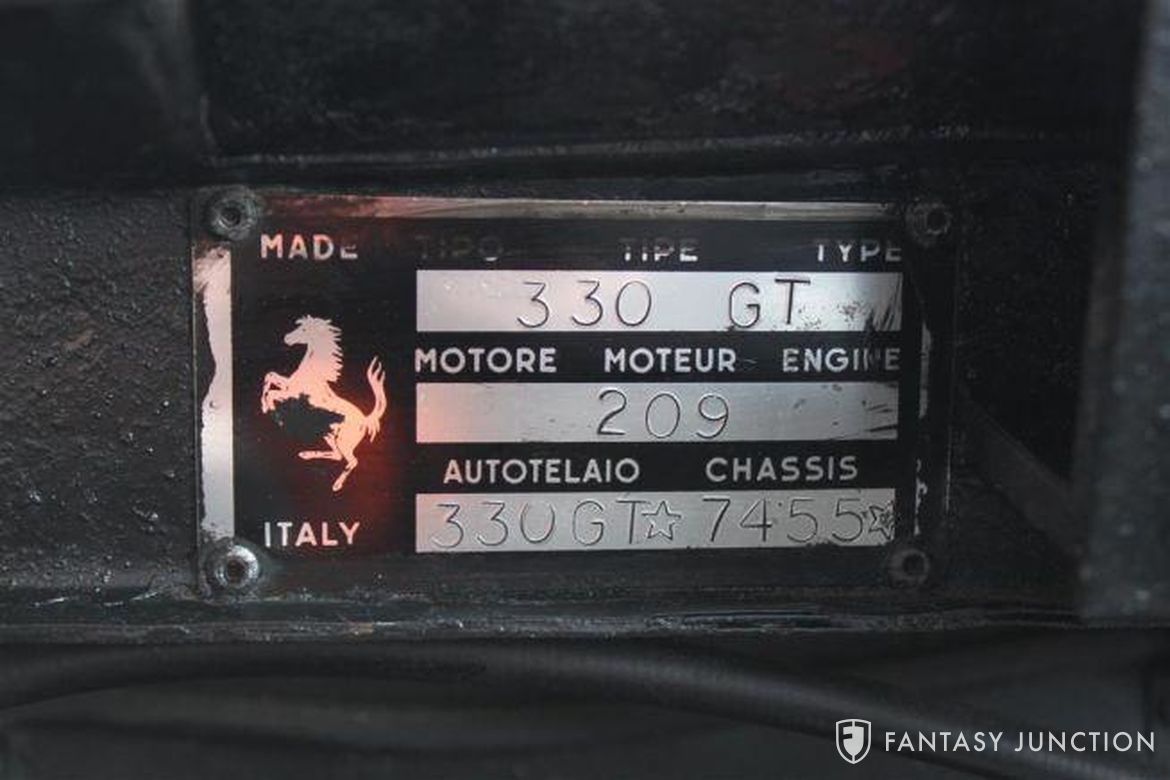 MADE
TIPO TIPE TYPE
330 GT
MOTORE MOTEUR ENGINE
209
AUTOTELAIO CHASSIS
330GT☆7455☆
ITALY
FANTASY JUNCTION